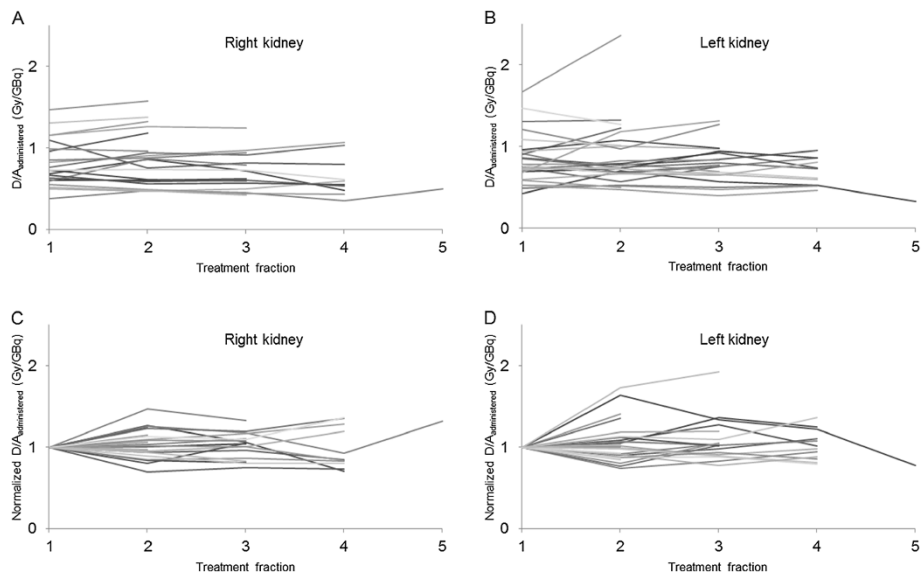 A
Right kidney
2
1
0
D/Aadministered (Gy/GBq)
1 2 3 4 5
Treatment fraction
B
Left kidney
2
1
0
D/Aadministered (Gy/GBq)
1 2 3 4 5
Treatment fraction
C
Right kidney
2
1
0
Normalized D/Aadministered (Gy/GBq)
1 2 3 4 5
Treatment fraction
D
Left kidney
2
1
0
Normalized D/Aadministered (Gy/GBq)
1 2 3 4 5
Treatment fraction